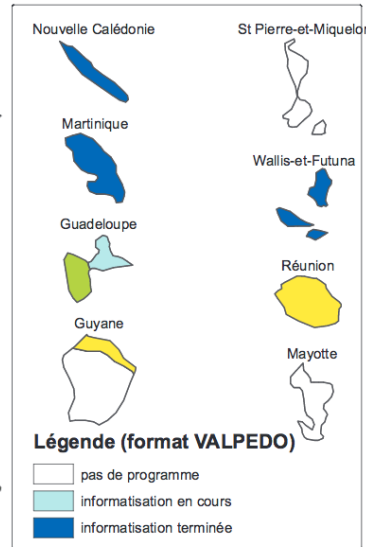 Nouvelle Calédonie
St Pierre-et-Miquelon
Martinique
Wallis-et-Futuna
Guadeloupe
Réunion
Guyane
Mayotte
Légende (format VALPEDO)
pas de programme
informatisation en cours
informatisation terminée